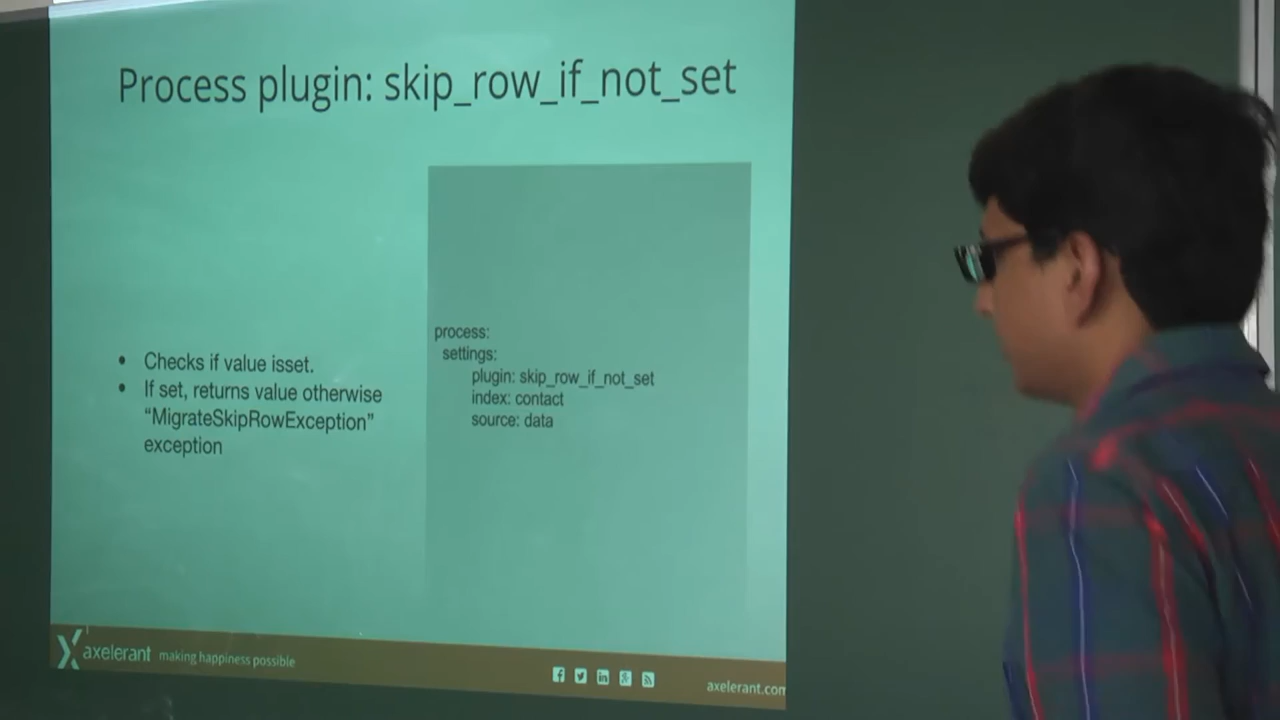 Process plugin: skip_row_if_not_set
• Checks if value isset.
• If set, returns value otherwise
“MigrateSkipRowException”
exception
process:
settings:
plugin: skip_row_if_not_set
index: contact
source: data
axelerant making happiness possible
axelerant.com